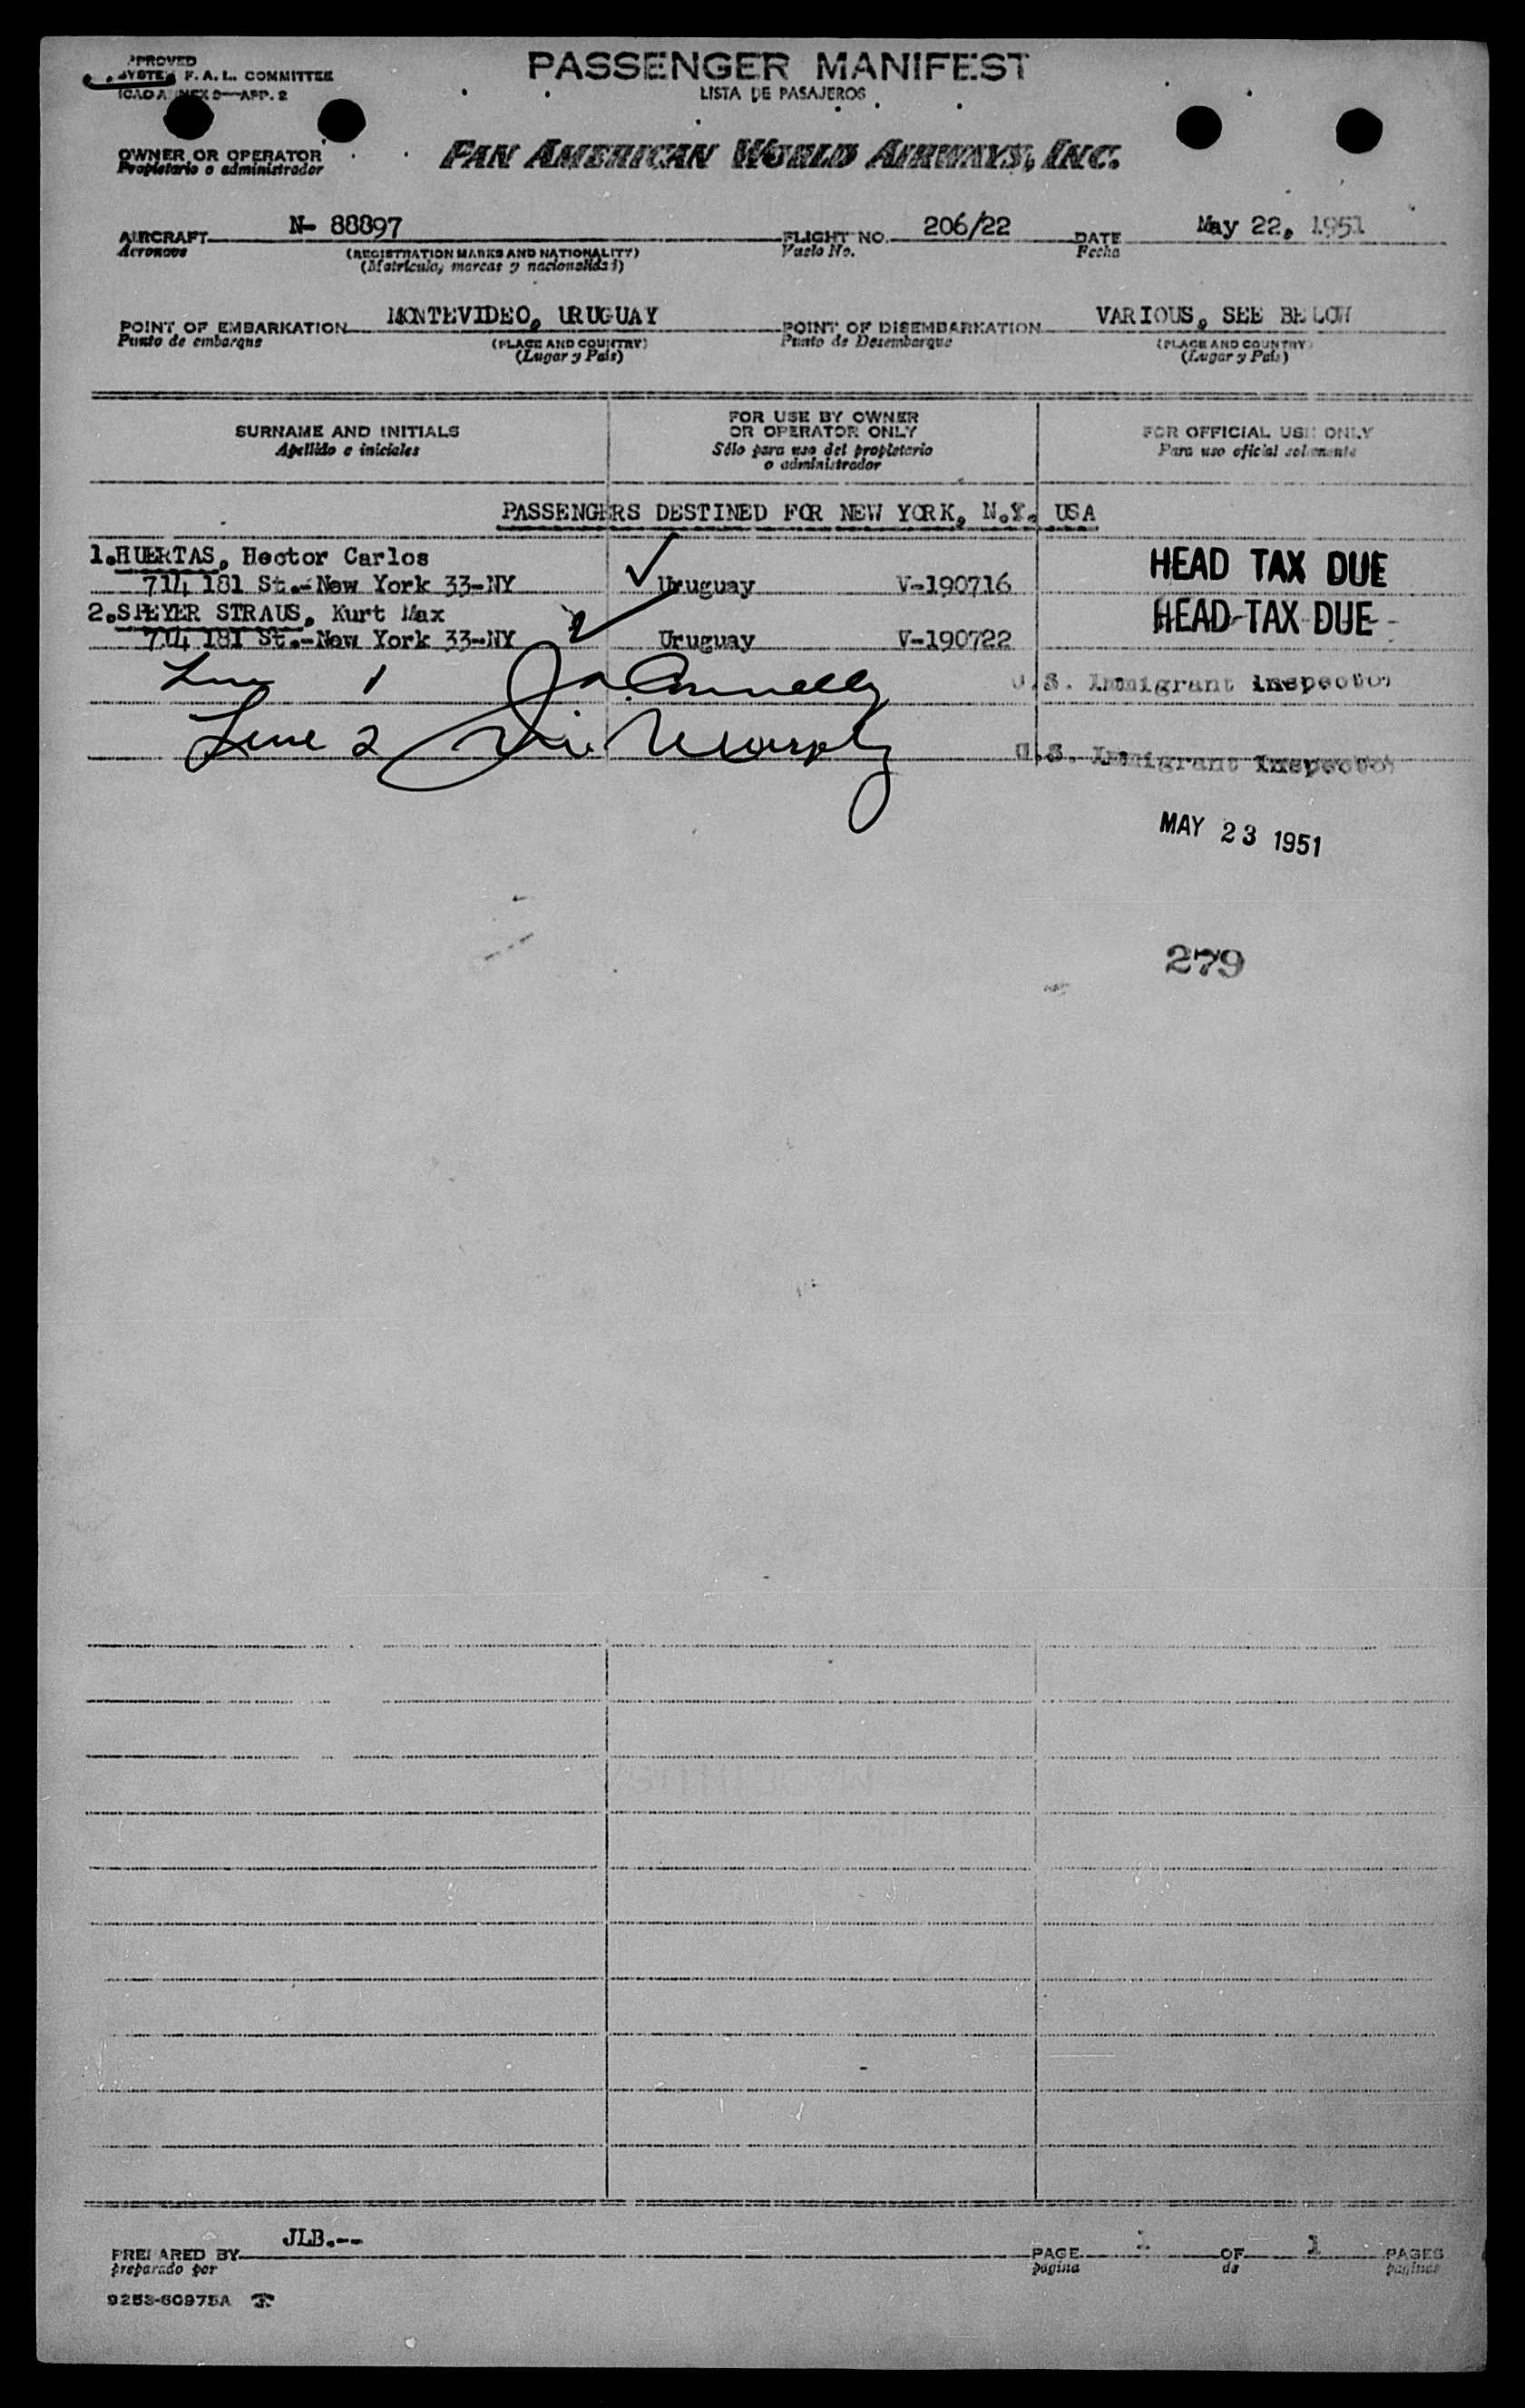 APPROVED
SYSTEM F. A. L. COMMITTEE
ICAO ANNEX 9—APP. 2
PASSENGER MANIFEST
LISTA DE PASAJEROS
OWNER OR OPERATOR
Propietario o administrador
PAN AMERICAN WORLD AIRWAYS, INC.
AIRCRAFT N- 88897 FLIGHT NO. 206/22 DATE May 22, 1951
Aeronave (REGISTRATION MARKS AND NATIONALITY) Vuelo No. Fecha
(Matrícula, marcas y nacionalidad)
POINT OF EMBARKATION MONTEVIDEO, URUGUAY POINT OF DISEMBARKATION VARIOUS, SEE BELOW
Punto de embarque (PLACE AND COUNTRY) Punto de Desembarque (PLACE AND COUNTRY)
(Lugar y País) (Lugar y País)
SURNAME AND INITIALS
Apellido e iniciales
FOR USE BY OWNER
OR OPERATOR ONLY
Sólo para uso del propietario
o administrador
FOR OFFICIAL USE ONLY
Para uso oficial solamente
PASSENGERS DESTINED FOR NEW YORK, N.Y. USA
1.HUERTAS, Hector Carlos HEAD TAX DUE
714 181 St.-New York 33-NY Uruguay V-190716
2.SPEYER STRAUS, Kurt Max HEAD TAX DUE
714 181 St.-New York 33-NY Uruguay V-190722
Line 1 Connelly U.S. Immigrant Inspector
Line 2 Murphy U.S. Immigrant Inspector
MAY 23 1951
279
PREPARED BY JLB.-- PAGE 1 OF 1 PAGES
preparado por página de páginas
9253-60975A